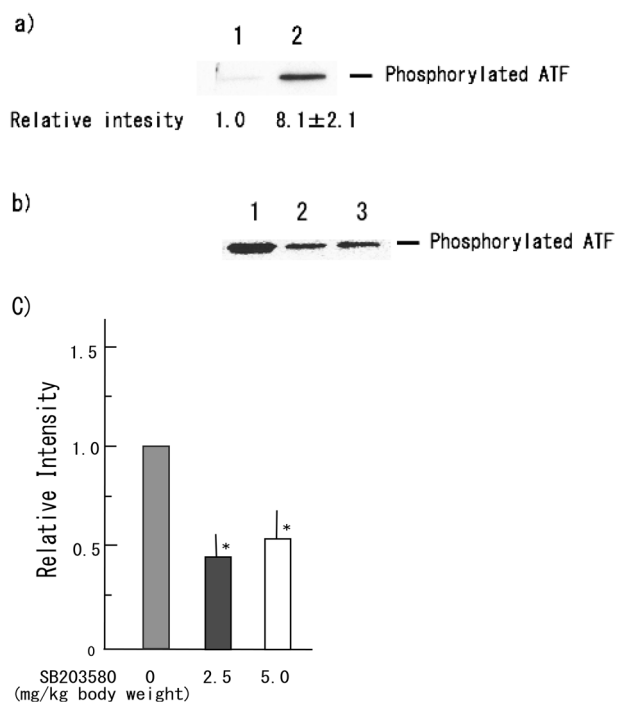 a)
1 2
Phosphorylated ATF
Relative intesity 1.0 8.1±2.1
b)
1 2 3
Phosphorylated ATF
C)
Relative Intensity
1.5
1.0
0.5
0
*
*
SB203580 0 2.5 5.0
(mg/kg body weight)